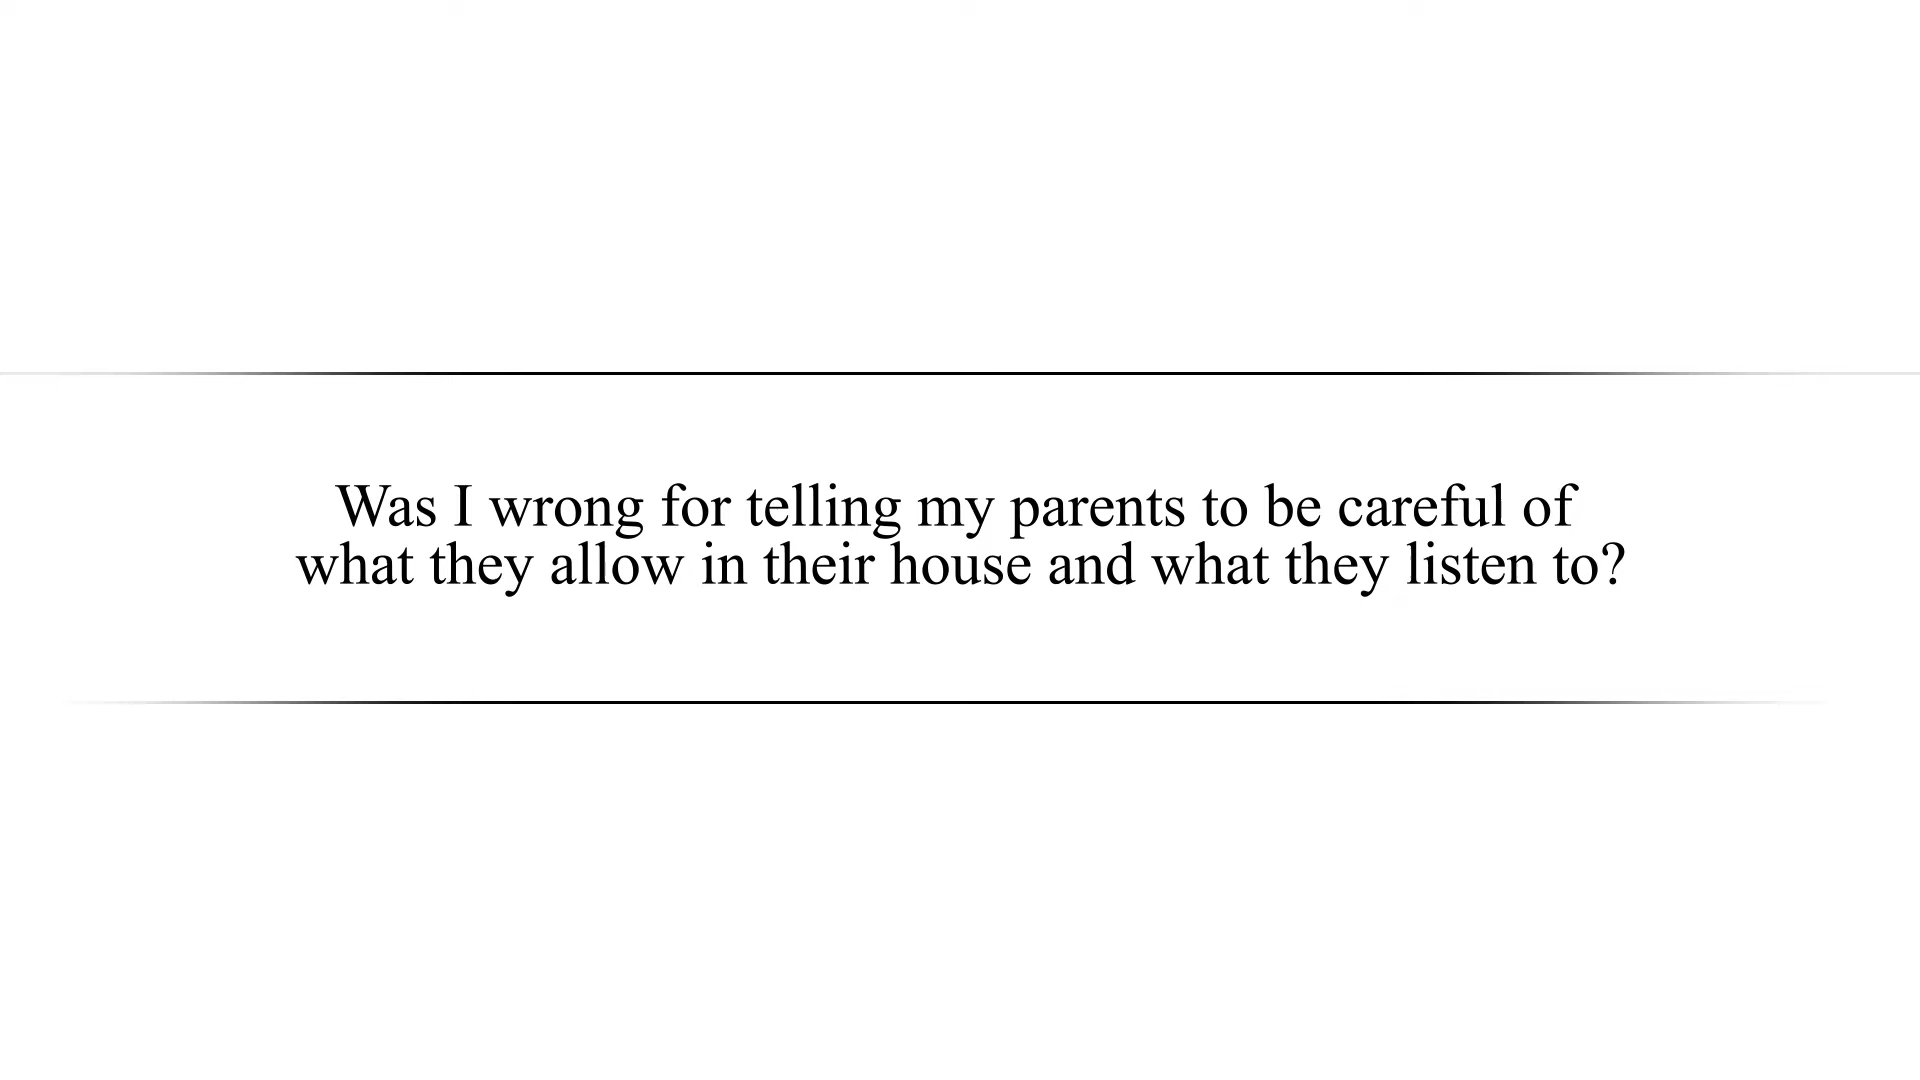 Was I wrong for telling my parents to be careful of
what they allow in their house and what they listen to?